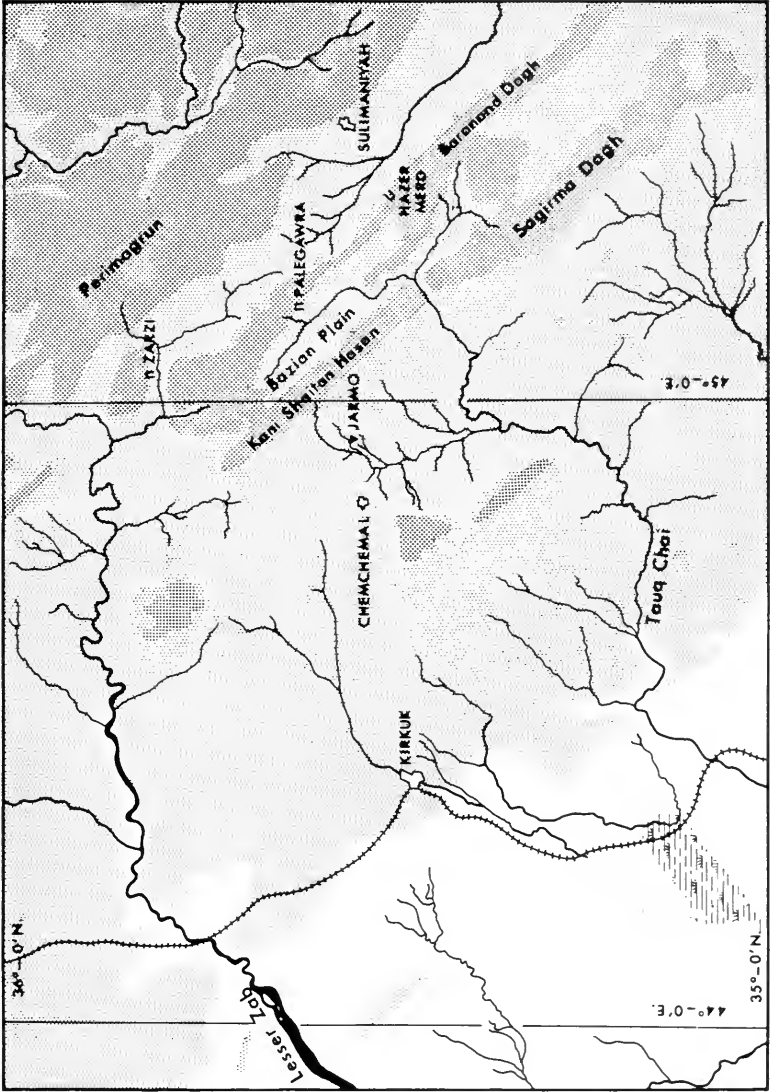 36°–0' N.
Perimagrun
SULIMANIYAH
ZARZI
PALEGAWRA
HAZER
MERD
Baranand Dagh
Sagirma Dagh
Bazian Plain
Kani Shaitan Hasan
JARMO
CHEMCHEMAL
KIRKUK
Tauq Chai
Lesser Zab
45°–0'E.
44°–0'E.
35°–0'N.